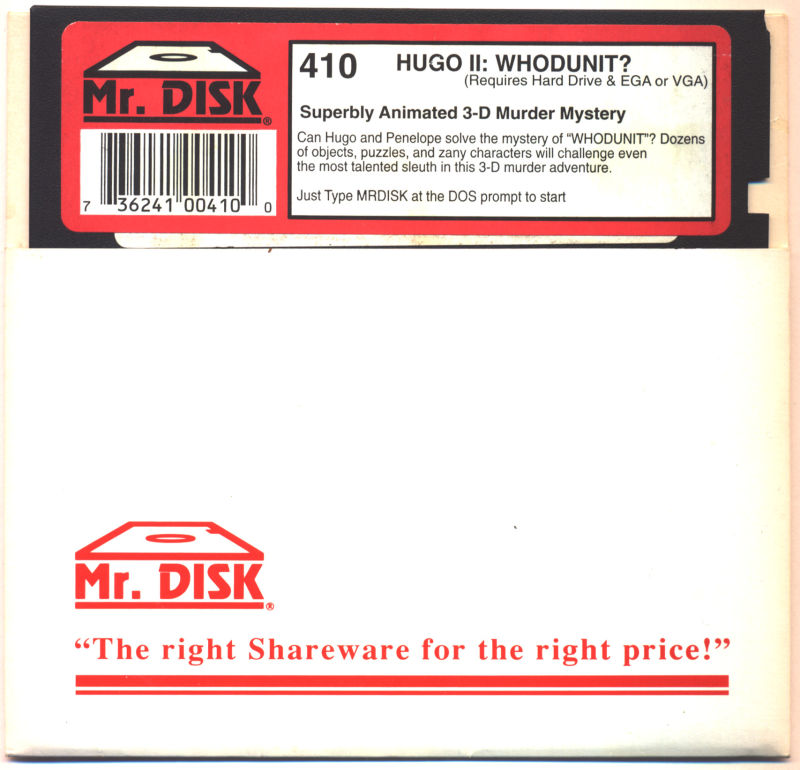 Mr. DISK®
7 36241 00410 0
410 HUGO II: WHODUNIT?
(Requires Hard Drive & EGA or VGA)
Superbly Animated 3-D Murder Mystery
Can Hugo and Penelope solve the mystery of “WHODUNIT”? Dozens
of objects, puzzles, and zany characters will challenge even
the most talented sleuth in this 3-D murder adventure.
Just Type MRDISK at the DOS prompt to start
Mr. DISK®
“The right Shareware for the right price!”